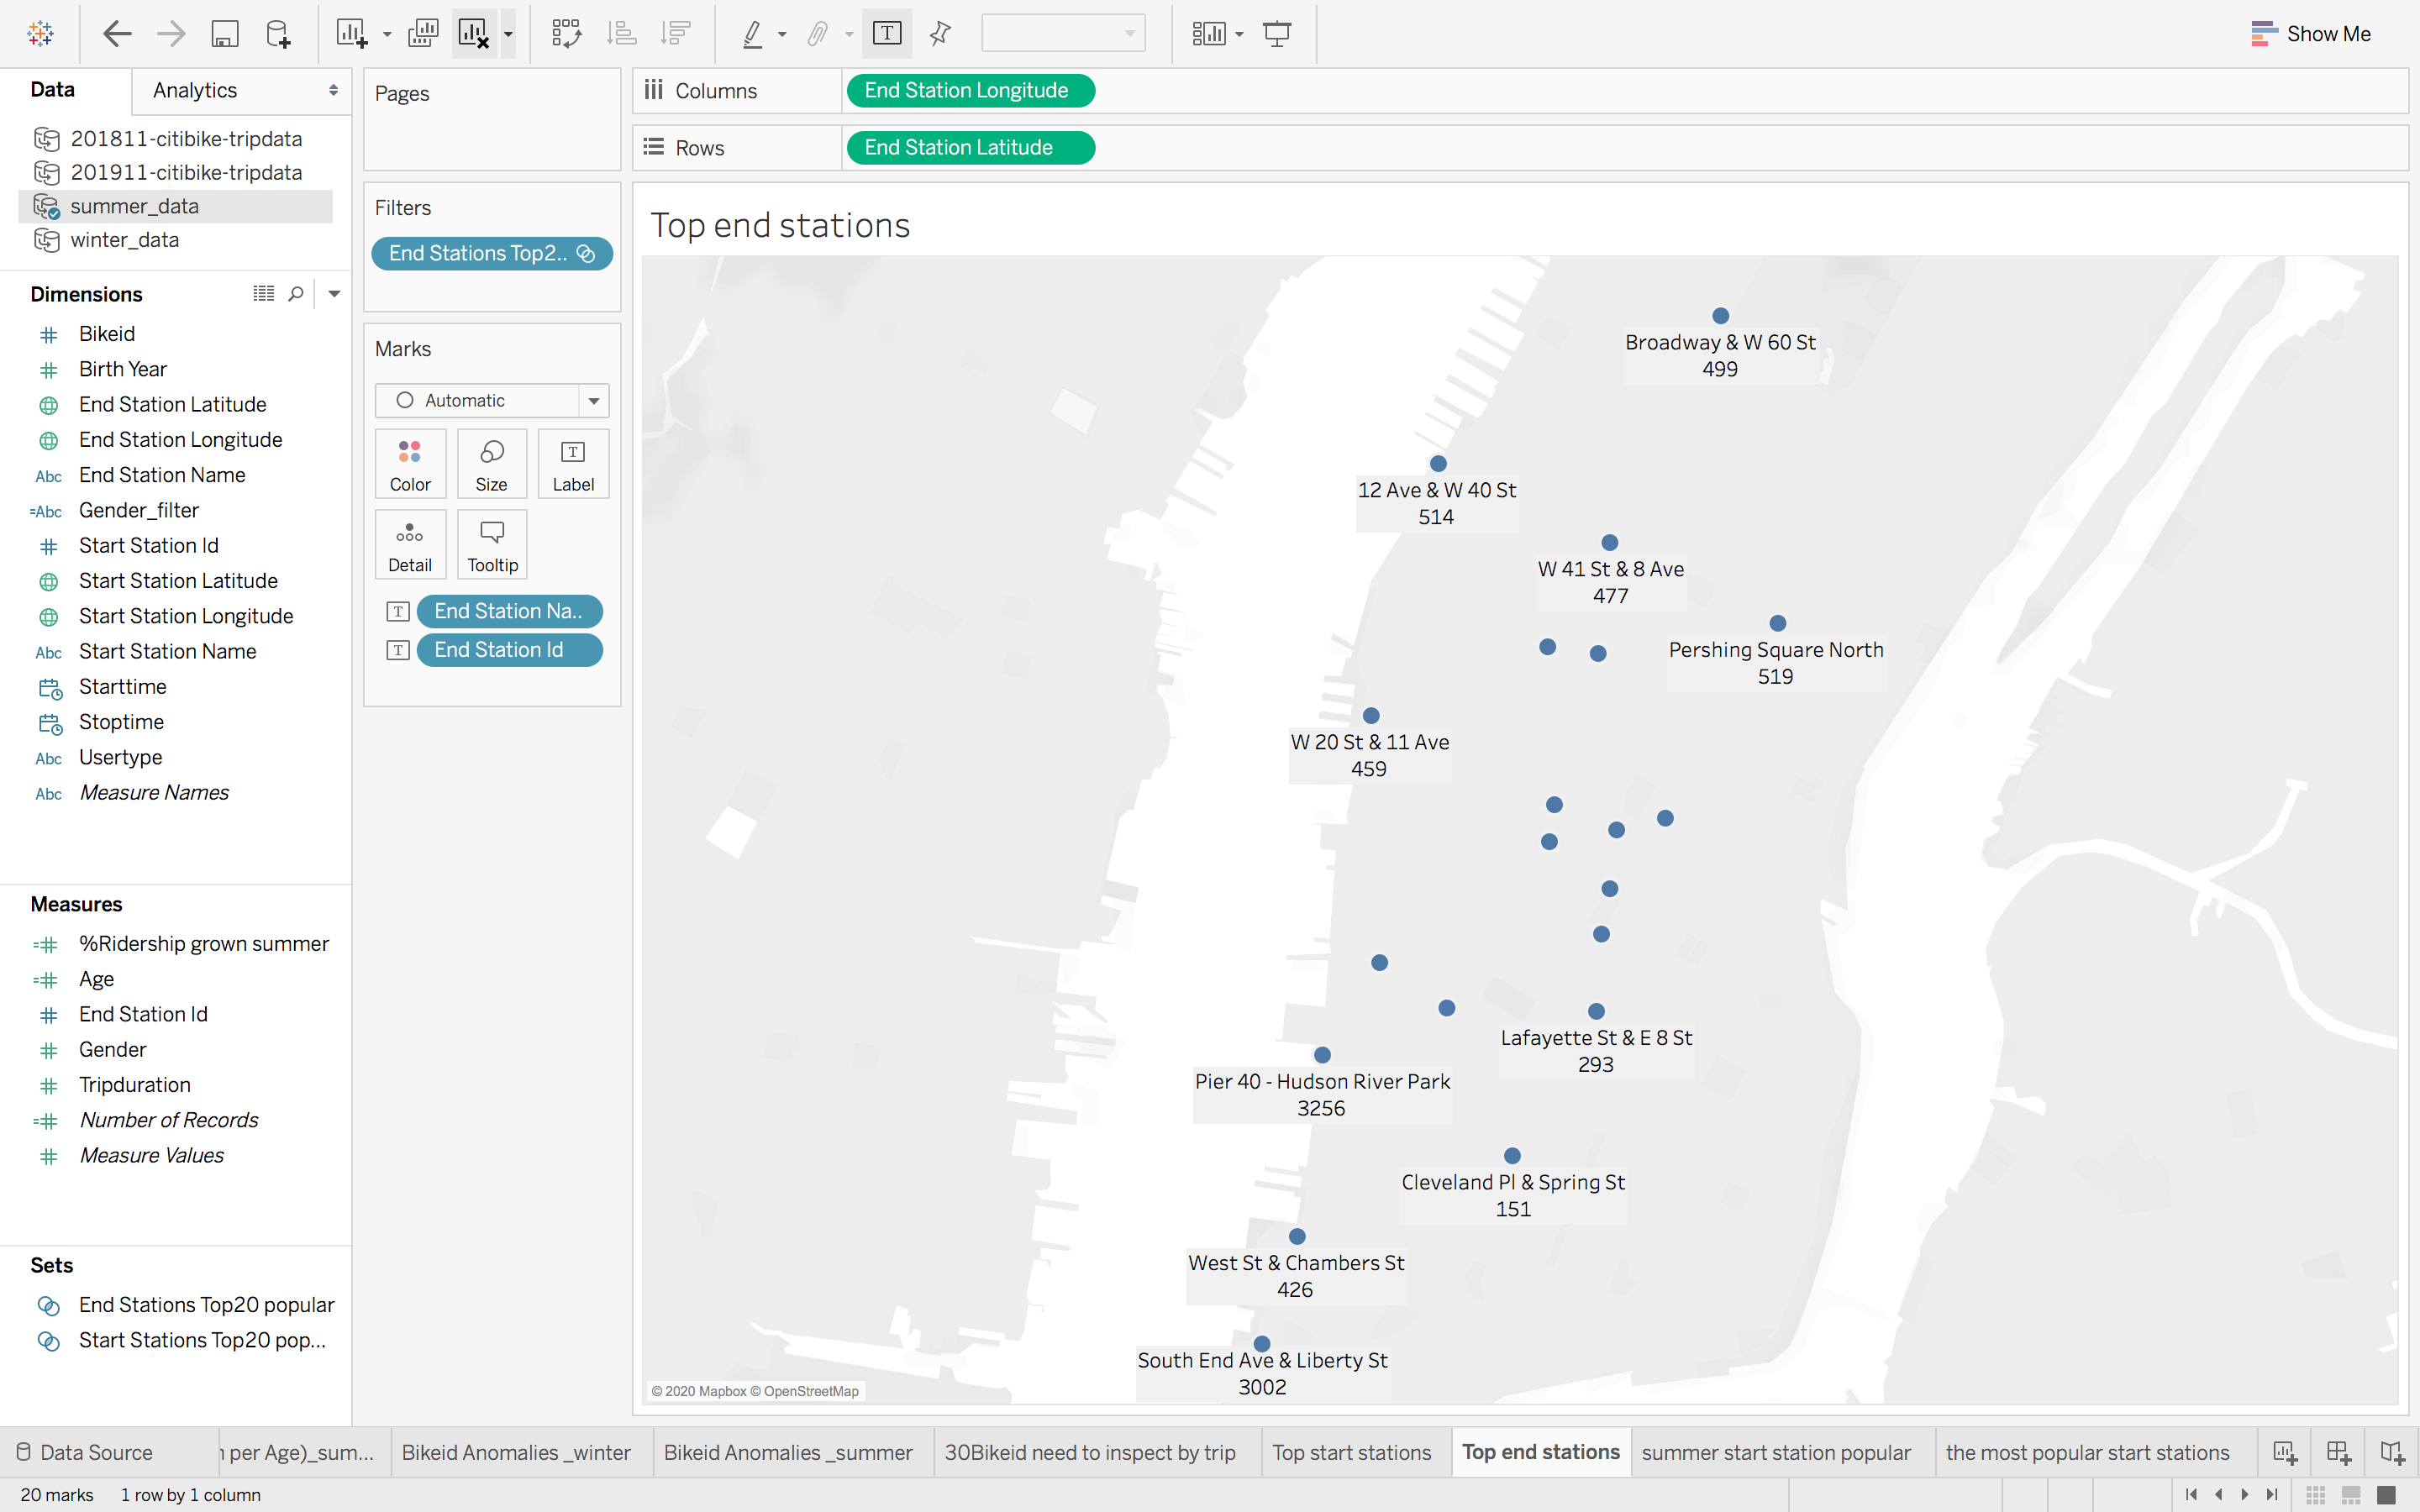 Show Me
Data
Analytics
201811-citibike-tripdata
201911-citibike-tripdata
summer_data
winter_data
Dimensions
# Bikeid
# Birth Year
End Station Latitude
End Station Longitude
Abc End Station Name
=Abc Gender_filter
# Start Station Id
Start Station Latitude
Start Station Longitude
Abc Start Station Name
Starttime
Stoptime
Abc Usertype
Abc Measure Names
Measures
=# %Ridership grown summer
=# Age
# End Station Id
# Gender
# Tripduration
=# Number of Records
# Measure Values
Sets
End Stations Top20 popular
Start Stations Top20 pop...
Pages
Filters
End Stations Top2..
Marks
Automatic
Color
Size
T Label
Detail
Tooltip
T End Station Na..
T End Station Id
Columns
End Station Longitude
Rows
End Station Latitude
Top end stations
Broadway & W 60 St
499
12 Ave & W 40 St
514
W 41 St & 8 Ave
477
Pershing Square North
519
W 20 St & 11 Ave
459
Lafayette St & E 8 St
293
Pier 40 - Hudson River Park
3256
Cleveland Pl & Spring St
151
West St & Chambers St
426
South End Ave & Liberty St
3002
© 2020 Mapbox © OpenStreetMap
Data Source
per Age)_sum...
Bikeid Anomalies _winter
Bikeid Anomalies _summer
30Bikeid need to inspect by trip
Top start stations
Top end stations
summer start station popular
the most popular start stations
20 marks
1 row by 1 column